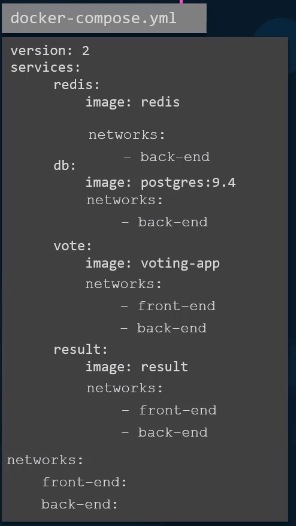 docker-compose.yml
version: 2
services:
redis:
image: redis
networks:
- back-end
db:
image: postgres:9.4
networks:
- back-end
vote:
image: voting-app
networks:
- front-end
- back-end
result:
image: result
networks:
- front-end
- back-end
networks:
front-end:
back-end: